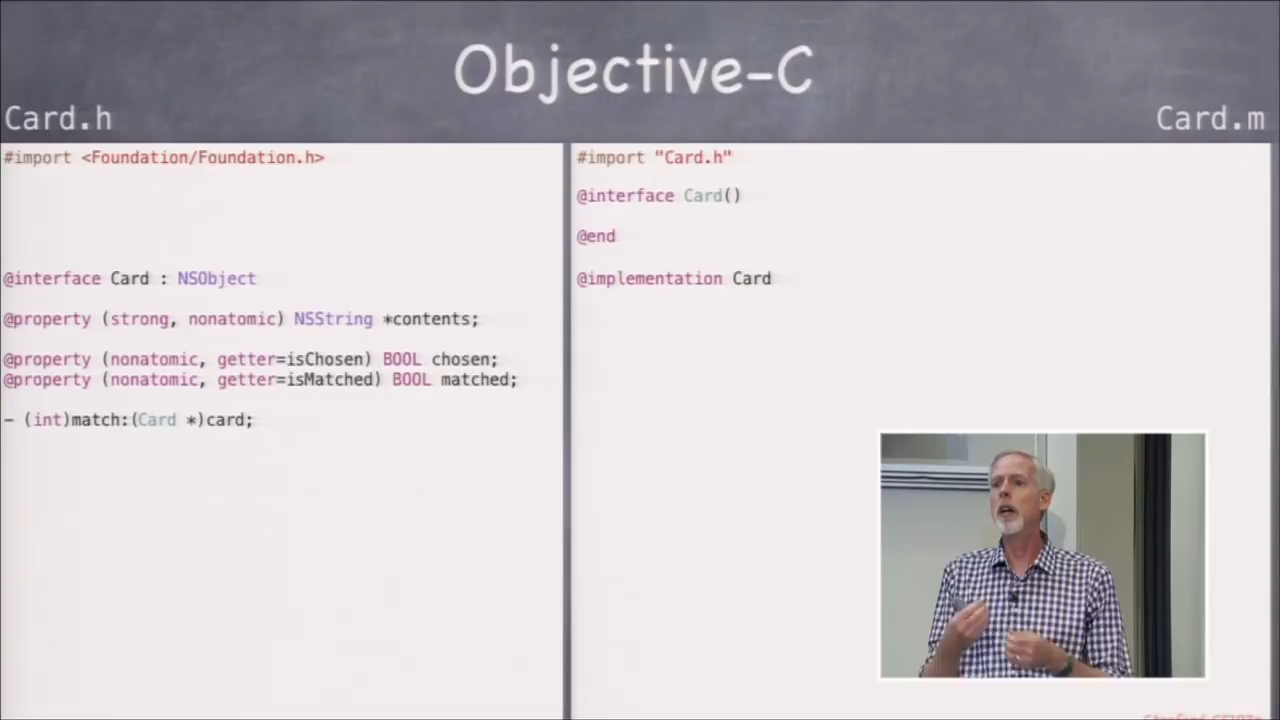 Objective-C
Card.h
Card.m
#import <Foundation/Foundation.h>
@interface Card : NSObject
@property (strong, nonatomic) NSString *contents;
@property (nonatomic, getter=isChosen) BOOL chosen;
@property (nonatomic, getter=isMatched) BOOL matched;
- (int)match:(Card *)card;
#import "Card.h"
@interface Card()
@end
@implementation Card